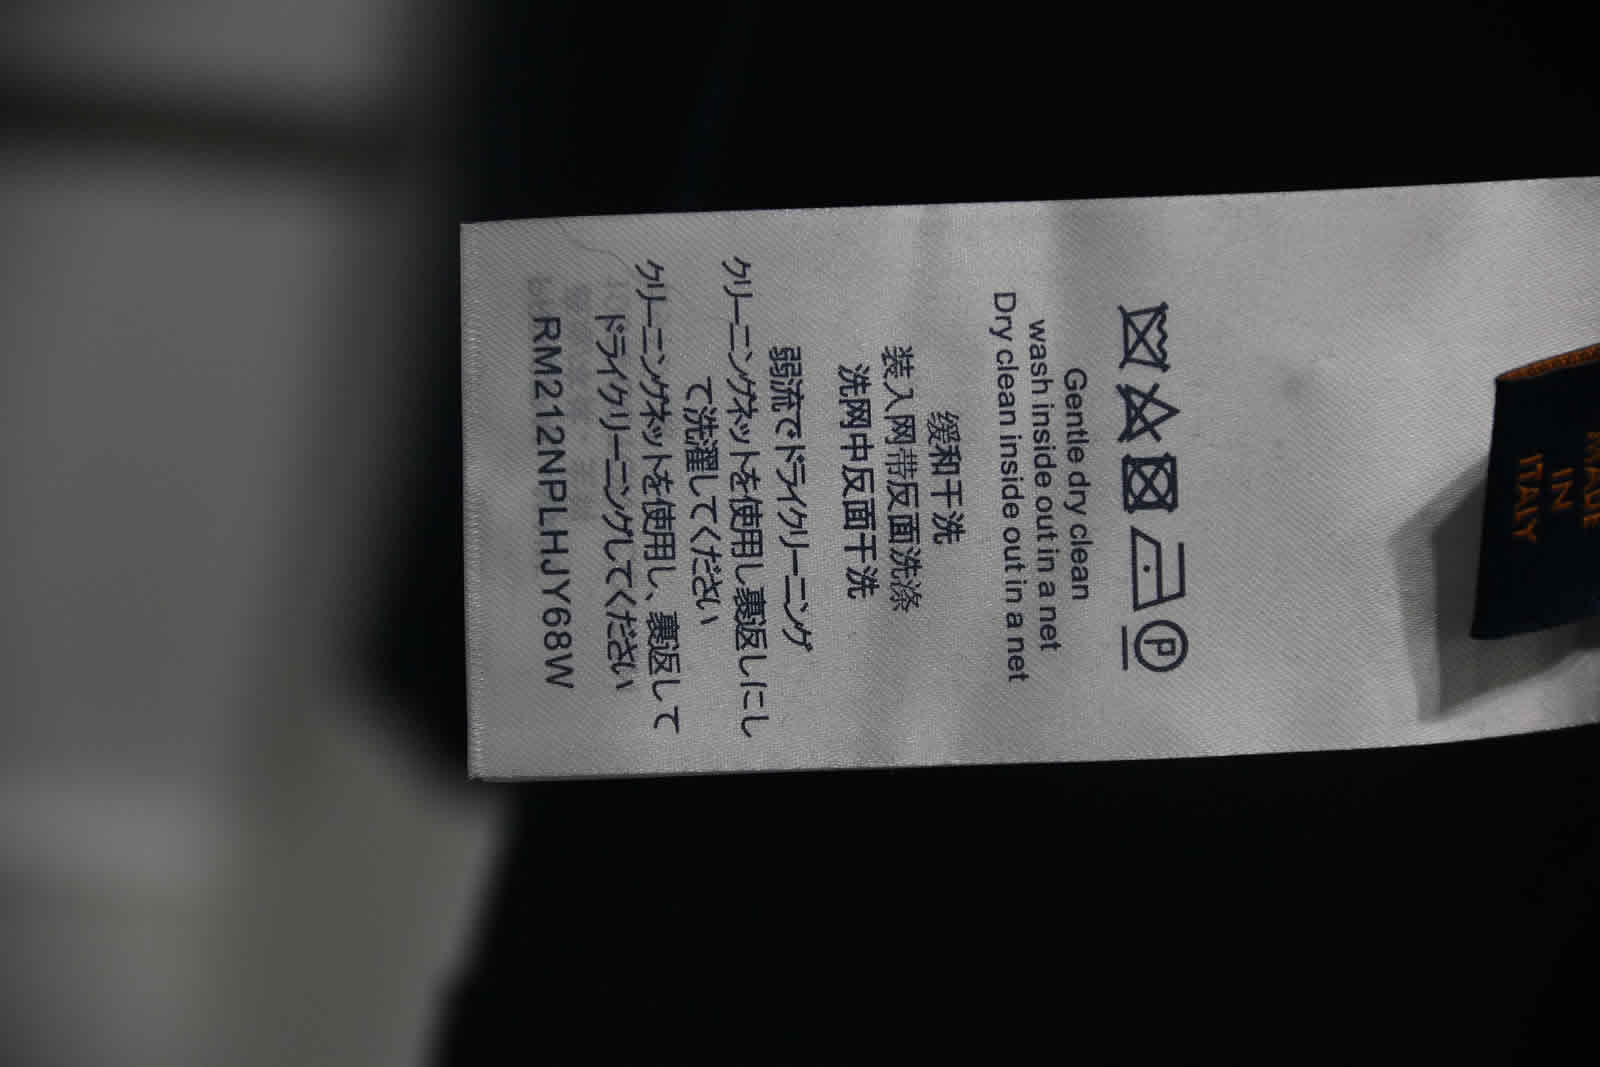 P
Gentle dry clean
wash inside out in a net
Dry clean inside out in a net
缓和干洗
装入网带反面洗涤
洗网中反面干洗
弱流でドライクリーニング
クリーニングネットを使用し裏返しにし
て洗濯してください
クリーニングネットを使用し、裏返して
ドライクリーニングしてください
RM212NPLHJY68W
MADE
IN
ITALY